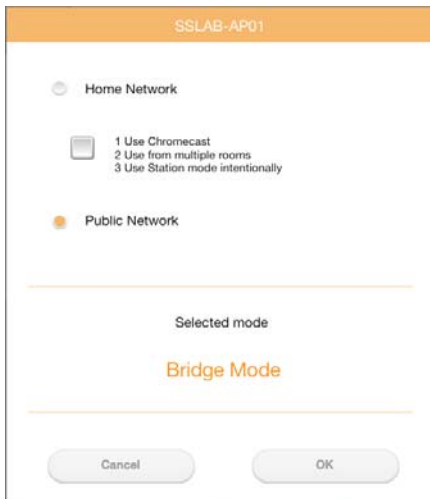 SSLAB-AP01
Home Network
1 Use Chromecast
2 Use from multiple rooms
3 Use Station mode intentionally
Public Network
Selected mode
Bridge Mode
Cancel OK